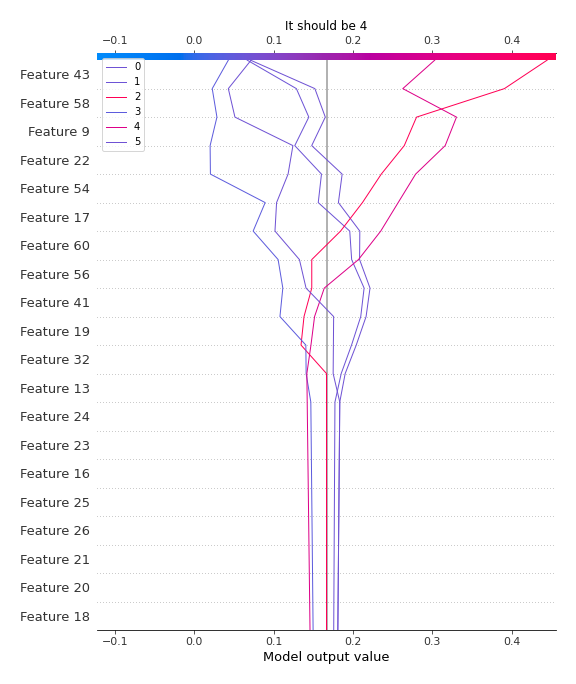 It should be 4
−0.1 0.0 0.1 0.2 0.3 0.4
0
1
2
3
4
5
Feature 43
Feature 58
Feature 9
Feature 22
Feature 54
Feature 17
Feature 60
Feature 56
Feature 41
Feature 19
Feature 32
Feature 13
Feature 24
Feature 23
Feature 16
Feature 25
Feature 26
Feature 21
Feature 20
Feature 18
−0.1 0.0 0.1 0.2 0.3 0.4
Model output value